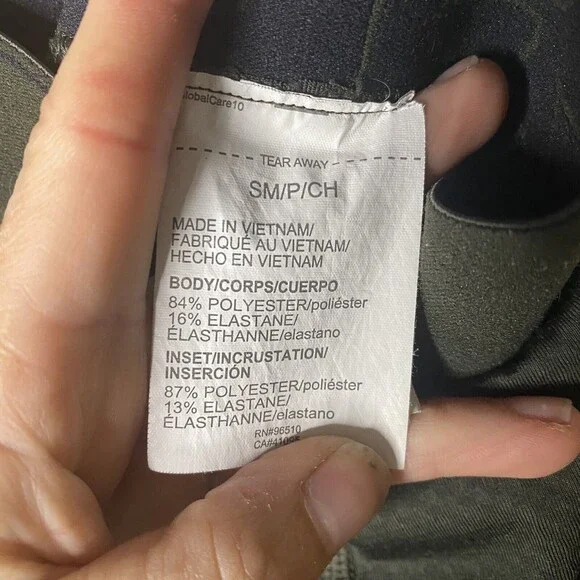 lobalCare10
TEAR AWAY
SM/P/CH
MADE IN VIETNAM/
FABRIQUÉ AU VIETNAM/
HECHO EN VIETNAM
BODY/CORPS/CUERPO
84% POLYESTER/poliéster
16% ELASTANE/
ÉLASTHANNE/elastano
INSET/INCRUSTATION/
INSERCIÓN
87% POLYESTER/poliéster
13% ELASTANE/
ÉLASTHANNE/elastano
RN#96510